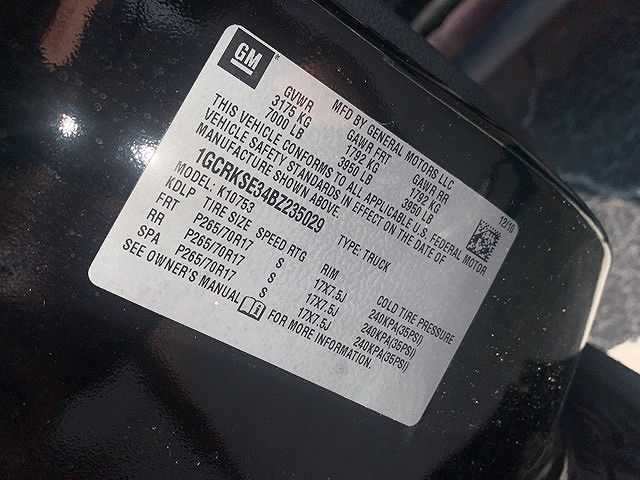 GM
MFD BY GENERAL MOTORS LLC 12/10
GVWR GAWR FRT GAWR RR
3175 KG 1792 KG 1792 KG
7000 LB 3950 LB 3950 LB
THIS VEHICLE CONFORMS TO ALL APPLICABLE U.S. FEDERAL MOTOR
VEHICLE SAFETY STANDARDS IN EFFECT ON THE DATE OF
MANUFACTURE SHOWN ABOVE.
1GCRKSE34BZ235029 TYPE: TRUCK
MODEL: K10753
KDLP TIRE SIZE SPEED RTG RIM COLD TIRE PRESSURE
FRT P265/70R17 S 17X7.5J 240KPA(35PSI)
RR P265/70R17 S 17X7.5J 240KPA(35PSI)
SPA P265/70R17 S 17X7.5J 240KPA(35PSI)
SEE OWNER'S MANUAL FOR MORE INFORMATION.